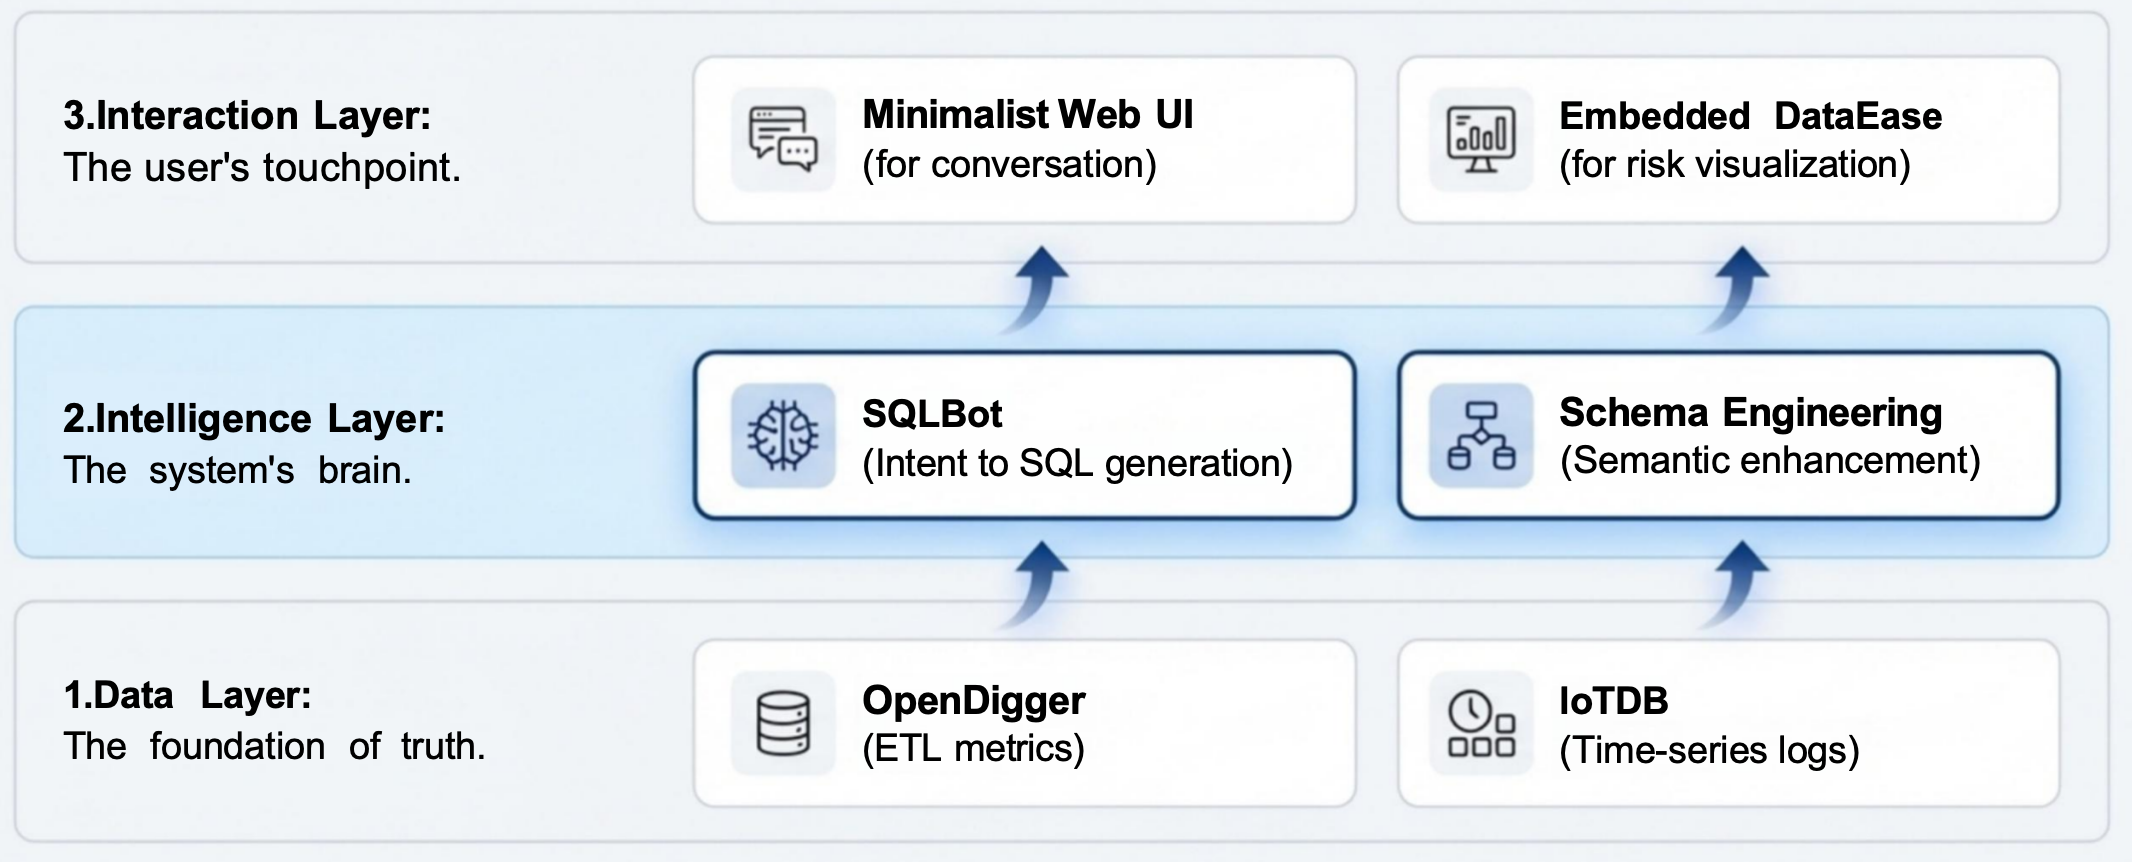 3.Interaction Layer:
The user's touchpoint.
Minimalist Web UI
(for conversation)
Embedded DataEase
(for risk visualization)
2.Intelligence Layer:
The system's brain.
SQLBot
(Intent to SQL generation)
Schema Engineering
(Semantic enhancement)
1.Data Layer:
The foundation of truth.
OpenDigger
(ETL metrics)
IoTDB
(Time-series logs)